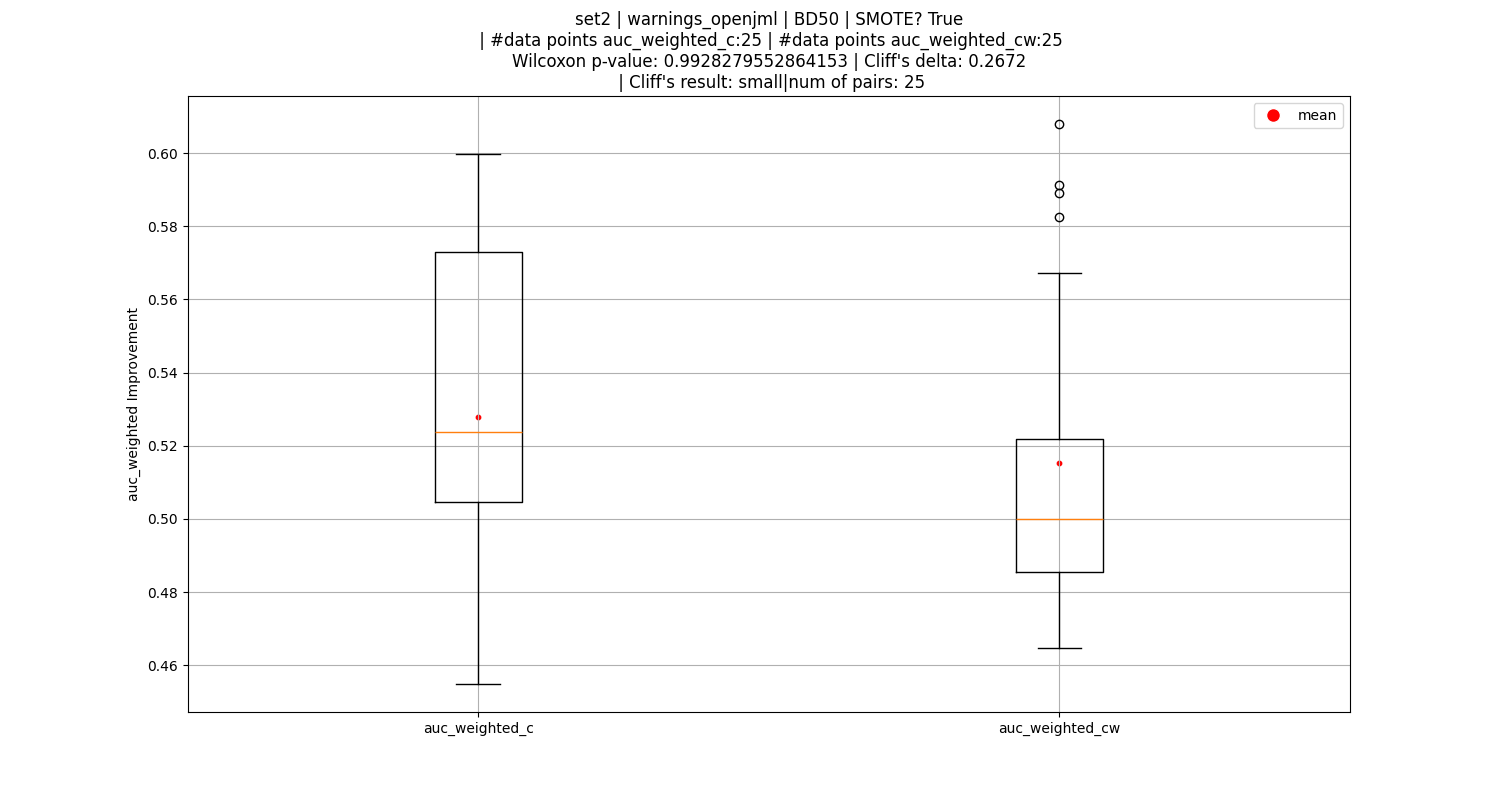 set2 | warnings_openjml | BD50 | SMOTE? True
| #data points auc_weighted_c:25 | #data points auc_weighted_cw:25
Wilcoxon p-value: 0.9928279552864153 | Cliff's delta: 0.2672
| Cliff's result: small|num of pairs: 25
mean
0.60
0.58
0.56
0.54
0.52
0.50
0.48
0.46
auc_weighted Improvement
auc_weighted_c
auc_weighted_cw